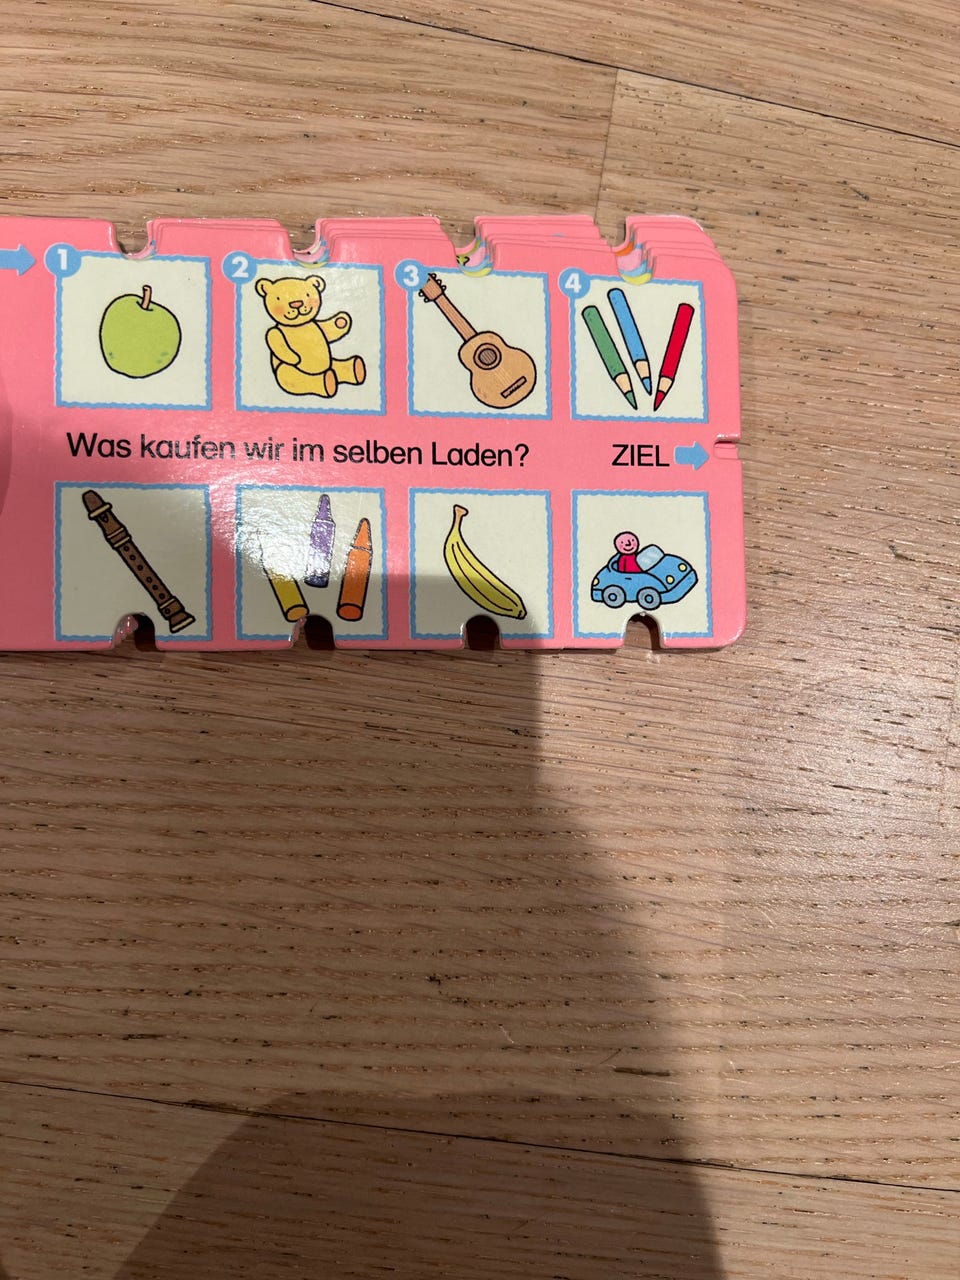 1 2 3 4
Was kaufen wir im selben Laden?
ZIEL